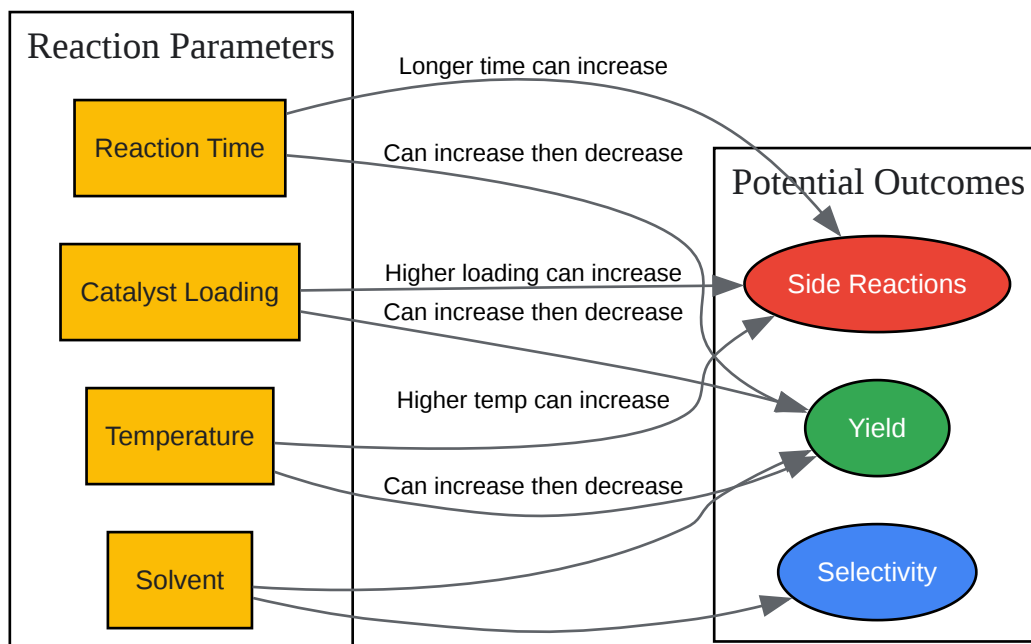 Reaction Parameters
Longer time can increase
Reaction Time
Can increase then decrease
Potential Outcomes
Catalyst Loading
Higher loading can increase
Side Reactions
Can increase then decrease
Temperature
Higher temp can increase
Yield
Can increase then decrease
Solvent
Selectivity